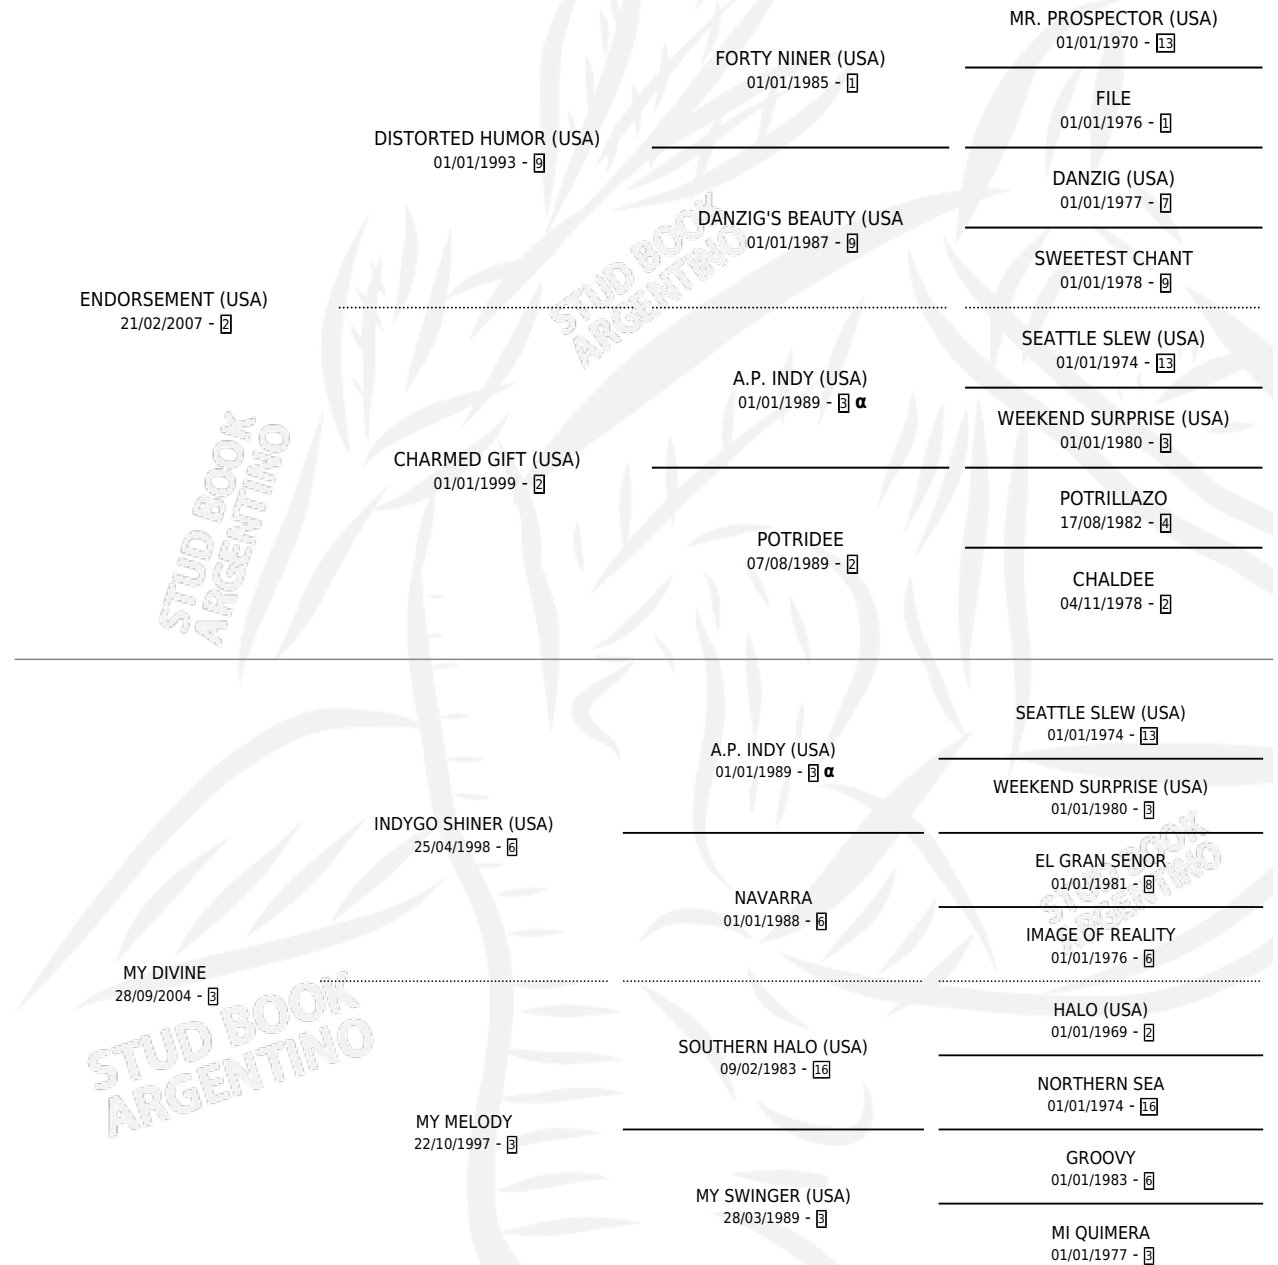 MR. PROSPECTOR (USA)
01/01/1970 - 13
FORTY NINER (USA)
01/01/1985 - 1
FILE
01/01/1976 - 1
DISTORTED HUMOR (USA)
01/01/1993 - 9
DANZIG (USA)
01/01/1977 - 7
DANZIG'S BEAUTY (USA
01/01/1987 - 9
SWEETEST CHANT
01/01/1978 - 9
ENDORSEMENT (USA)
21/02/2007 - 2
SEATTLE SLEW (USA)
01/01/1974 - 13
A.P. INDY (USA)
01/01/1989 - 3 α
WEEKEND SURPRISE (USA)
01/01/1980 - 3
CHARMED GIFT (USA)
01/01/1999 - 2
POTRILLAZO
17/08/1982 - 4
POTRIDEE
07/08/1989 - 2
CHALDEE
04/11/1978 - 2
STUD BOOK
ARGENTINO
STUD BOOK
ARGENTINO
SEATTLE SLEW (USA)
01/01/1974 - 13
A.P. INDY (USA)
01/01/1989 - 3 α
WEEKEND SURPRISE (USA)
01/01/1980 - 3
INDYGO SHINER (USA)
25/04/1998 - 6
EL GRAN SENOR
01/01/1981 - 8
NAVARRA
01/01/1988 - 6
IMAGE OF REALITY
01/01/1976 - 6
MY DIVINE
28/09/2004 - 3
HALO (USA)
01/01/1969 - 2
SOUTHERN HALO (USA)
09/02/1983 - 16
NORTHERN SEA
01/01/1974 - 16
MY MELODY
22/10/1997 - 3
GROOVY
01/01/1983 - 6
MY SWINGER (USA)
28/03/1989 - 3
MI QUIMERA
01/01/1977 - 3
STUD BOOK
ARGENTINO
STUD BOOK
ARGENTINO